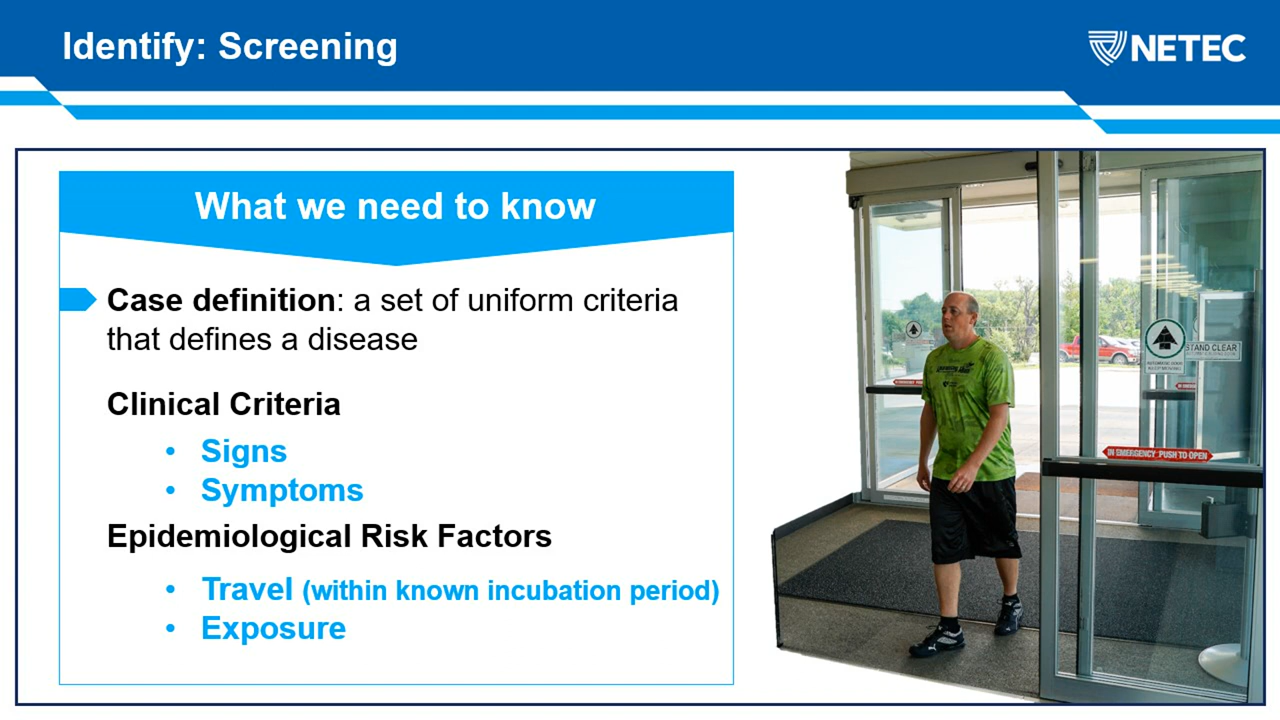 Identify: Screening
NETEC
What we need to know
Case definition: a set of uniform criteria
that defines a disease
Clinical Criteria
• Signs
• Symptoms
Epidemiological Risk Factors
• Travel (within known incubation period)
• Exposure
STAND CLEAR
IN EMERGENCY PUSH TO OPEN